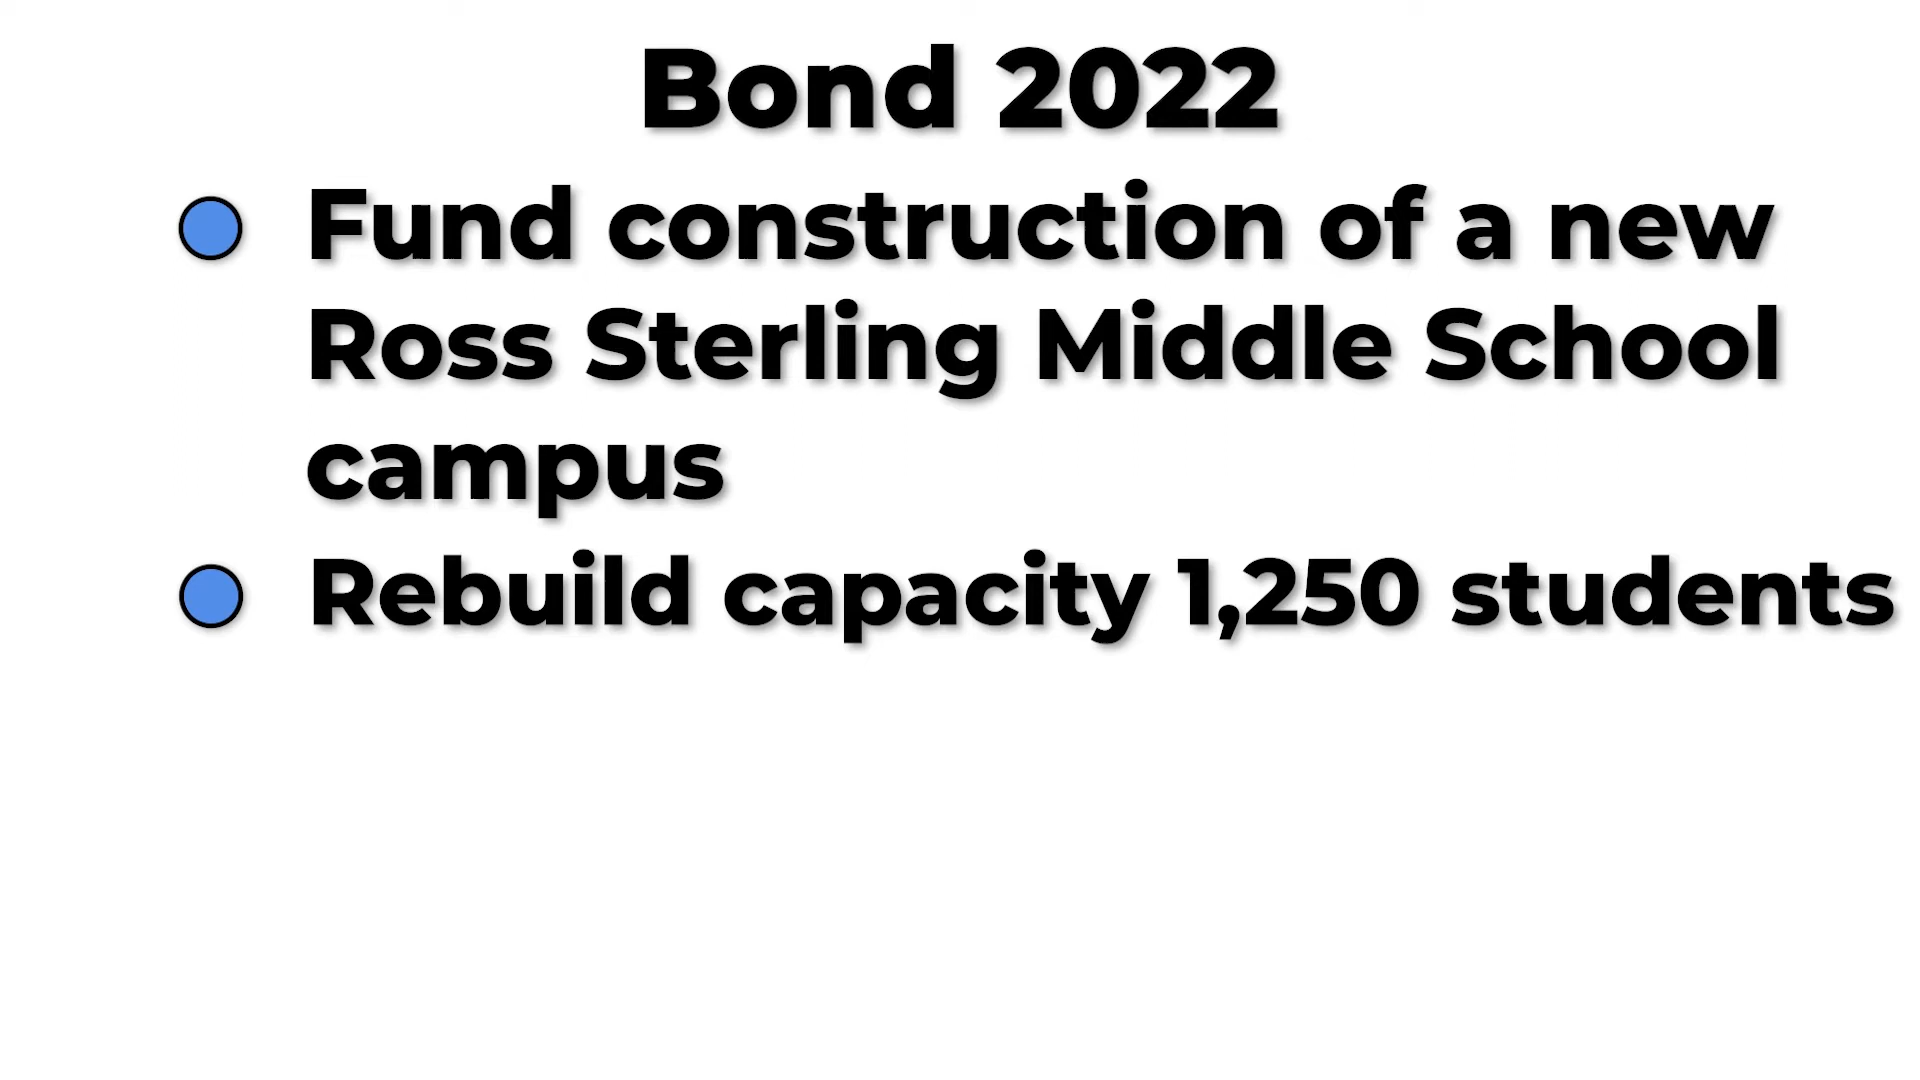 Bond 2022
Fund construction of a new
Ross Sterling Middle School
campus
Rebuild capacity 1,250 students